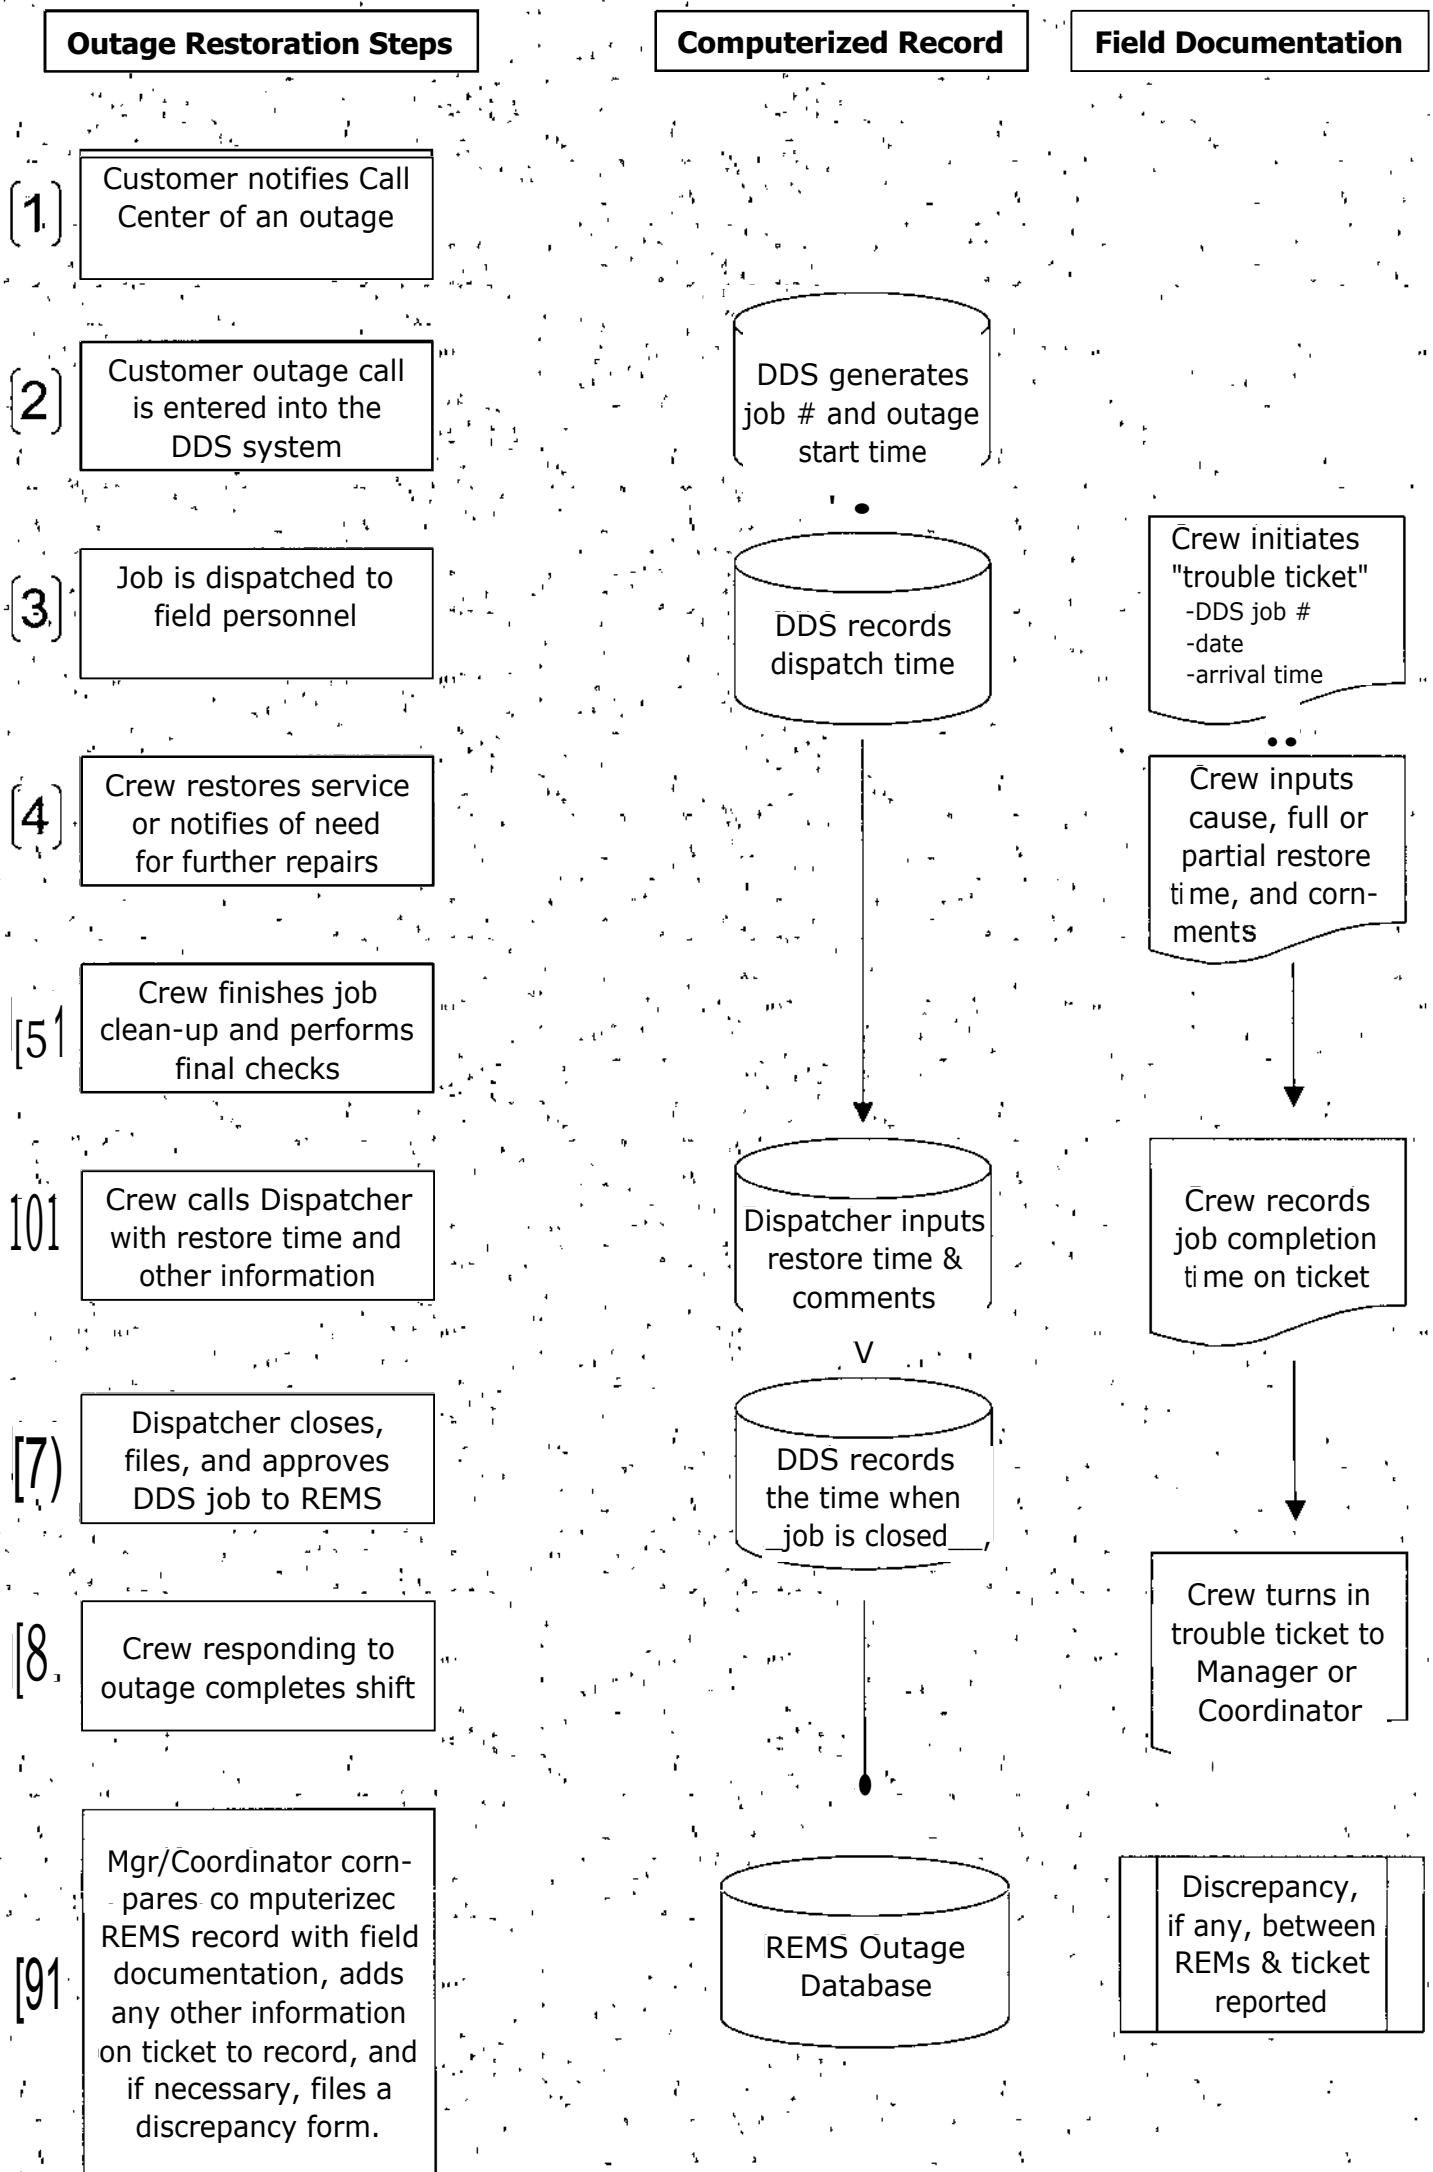 Outage Restoration Steps
Computerized Record
Field Documentation
[1]
Customer notifies Call
Center of an outage
[2]
Customer outage call
is entered into the
DDS system
DDS generates
job # and outage
start time
[3]
Job is dispatched to
field personnel
DDS records
dispatch time
Crew initiates
"trouble ticket"
-DDS job #
-date
-arrival time
[4]
Crew restores service
or notifies of need
for further repairs
Crew inputs
cause, full or
partial restore
time, and corn-
ments
[51
Crew finishes job
clean-up and performs
final checks
101
Crew calls Dispatcher
with restore time and
other information
Dispatcher inputs
restore time &
comments
V
Crew records
job completion
time on ticket
[7)
Dispatcher closes,
files, and approves
DDS job to REMS
DDS records
the time when
_job is closed__,
[8,
Crew responding to
outage completes shift
Crew turns in
trouble ticket to
Manager or
Coordinator
[91
Mgr/Coordinator corn-
pares co mputerizec
REMS record with field
documentation, adds
any other information
on ticket to record, and
if necessary, files a
discrepancy form.
REMS Outage
Database
Discrepancy,
if any, between
REMs & ticket
reported